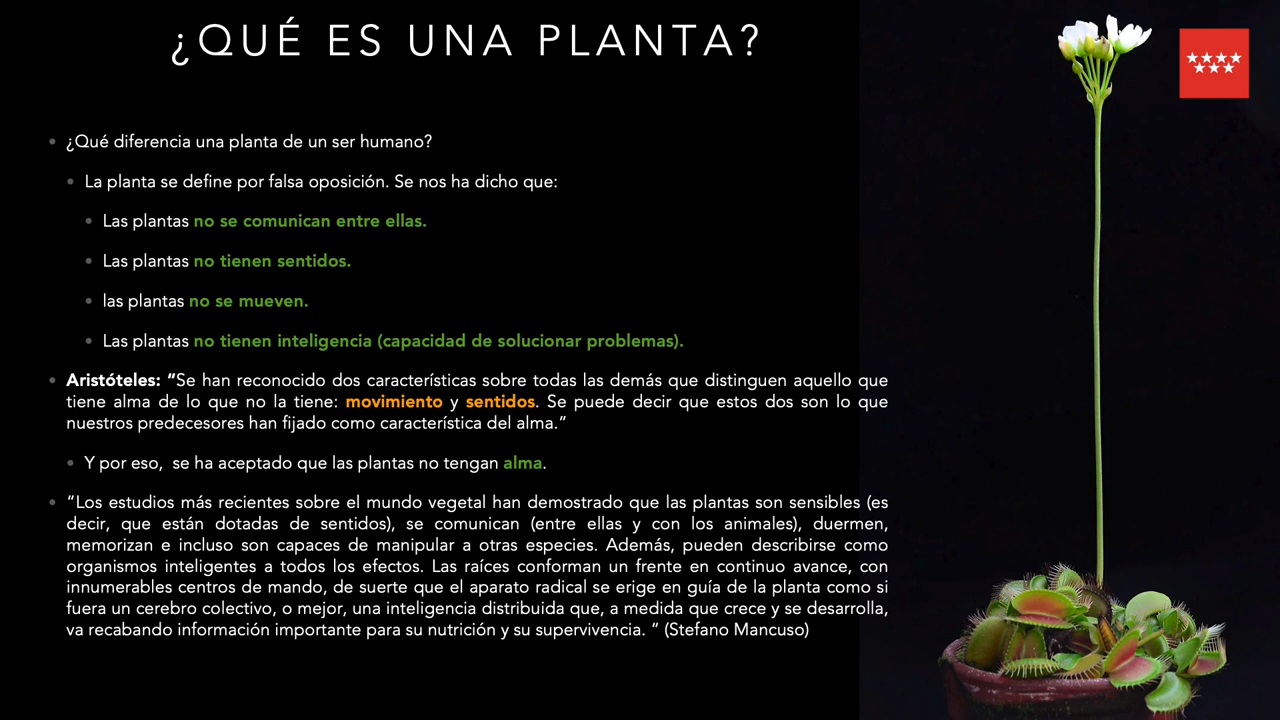 ¿QUÉ ES UNA PLANTA?
• ¿Qué diferencia una planta de un ser humano?
• La planta se define por falsa oposición. Se nos ha dicho que:
• Las plantas no se comunican entre ellas.
• Las plantas no tienen sentidos.
• las plantas no se mueven.
• Las plantas no tienen inteligencia (capacidad de solucionar problemas).
• Aristóteles: “Se han reconocido dos características sobre todas las demás que distinguen aquello que
tiene alma de lo que no la tiene: movimiento y sentidos. Se puede decir que estos dos son lo que
nuestros predecesores han fijado como característica del alma.”
• Y por eso,  se ha aceptado que las plantas no tengan alma.
• “Los estudios más recientes sobre el mundo vegetal han demostrado que las plantas son sensibles (es
decir, que están dotadas de sentidos), se comunican (entre ellas y con los animales), duermen,
memorizan e incluso son capaces de manipular a otras especies. Además, pueden describirse como
organismos inteligentes a todos los efectos. Las raíces conforman un frente en continuo avance, con
innumerables centros de mando, de suerte que el aparato radical se erige en guía de la planta como si
fuera un cerebro colectivo, o mejor, una inteligencia distribuida que, a medida que crece y se desarrolla,
va recabando información importante para su nutrición y su supervivencia. “ (Stefano Mancuso)